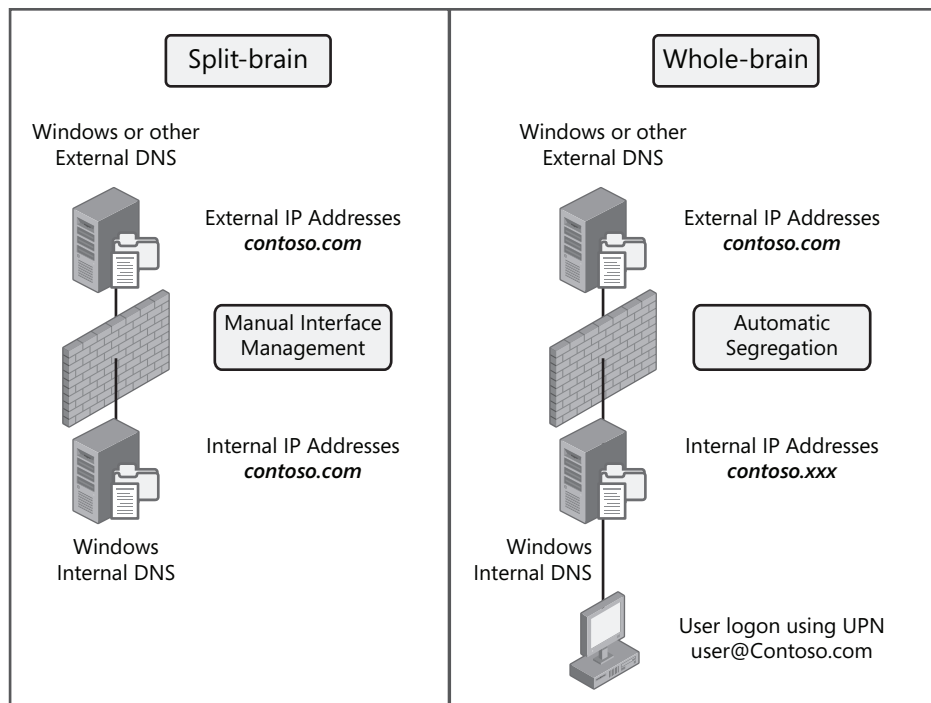 Split-brain
Windows or other
External DNS
External IP Addresses
contoso.com
Manual Interface
Management
Internal IP Addresses
contoso.com
Windows
Internal DNS
Whole-brain
Windows or other
External DNS
External IP Addresses
contoso.com
Automatic
Segregation
Internal IP Addresses
contoso.xxx
Windows
Internal DNS
User logon using UPN
user@Contoso.com